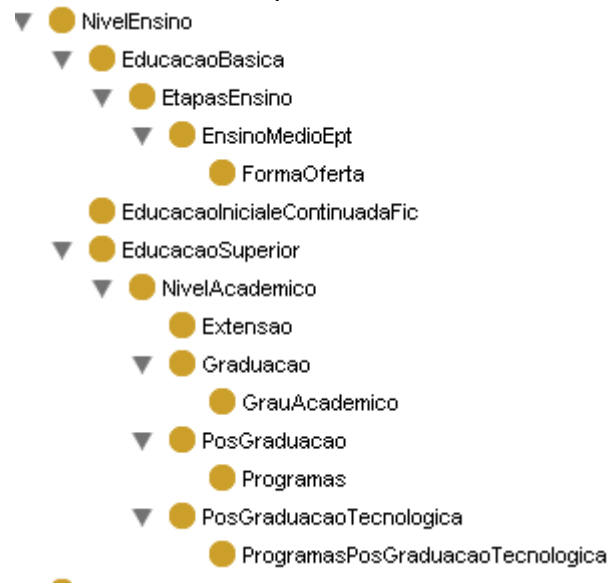 NivelEnsino
EducacaoBasica
EtapasEnsino
EnsinoMedioEpt
FormaOferta
EducacaoInicialeContinuadaFic
EducacaoSuperior
NivelAcademico
Extensao
Graduacao
GrauAcademico
PosGraduacao
Programas
PosGraduacaoTecnologica
ProgramasPosGraduacaoTecnologica